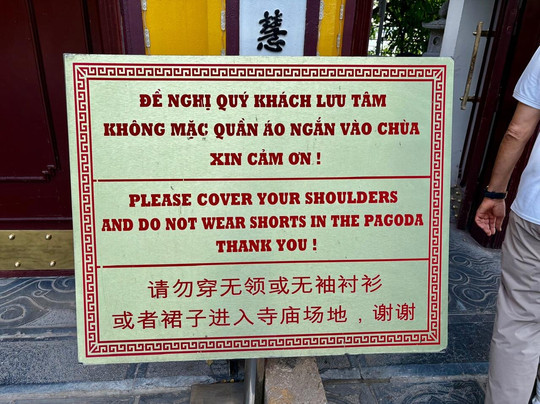 慧
ĐỀ NGHỊ QUÝ KHÁCH LƯU TÂM
KHÔNG MẶC QUẦN ÁO NGẮN VÀO CHÙA
XIN CẢM ƠN !
PLEASE COVER YOUR SHOULDERS
AND DO NOT WEAR SHORTS IN THE PAGODA
THANK YOU !
请勿穿无领或无袖衬衫
或者裙子进入寺庙场地，谢谢